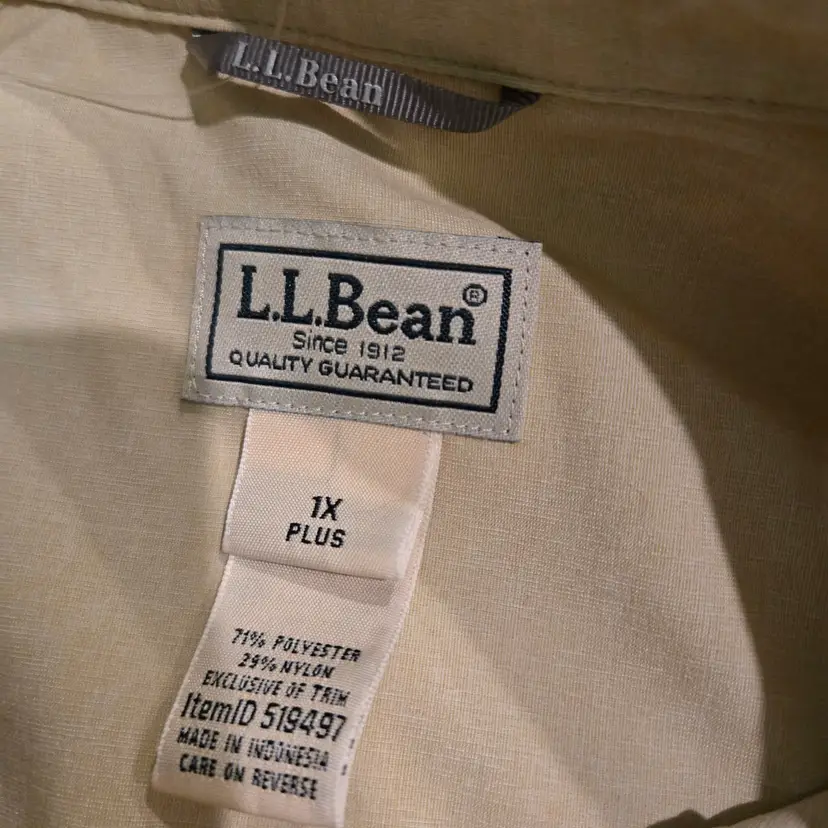 L.L.Bean
L.L.Bean®
Since 1912
QUALITY GUARANTEED
1X
PLUS
71% POLYESTER
29% NYLON
EXCLUSIVE OF TRIM
ItemID 519497
MADE IN INDONESIA
CARE ON REVERSE